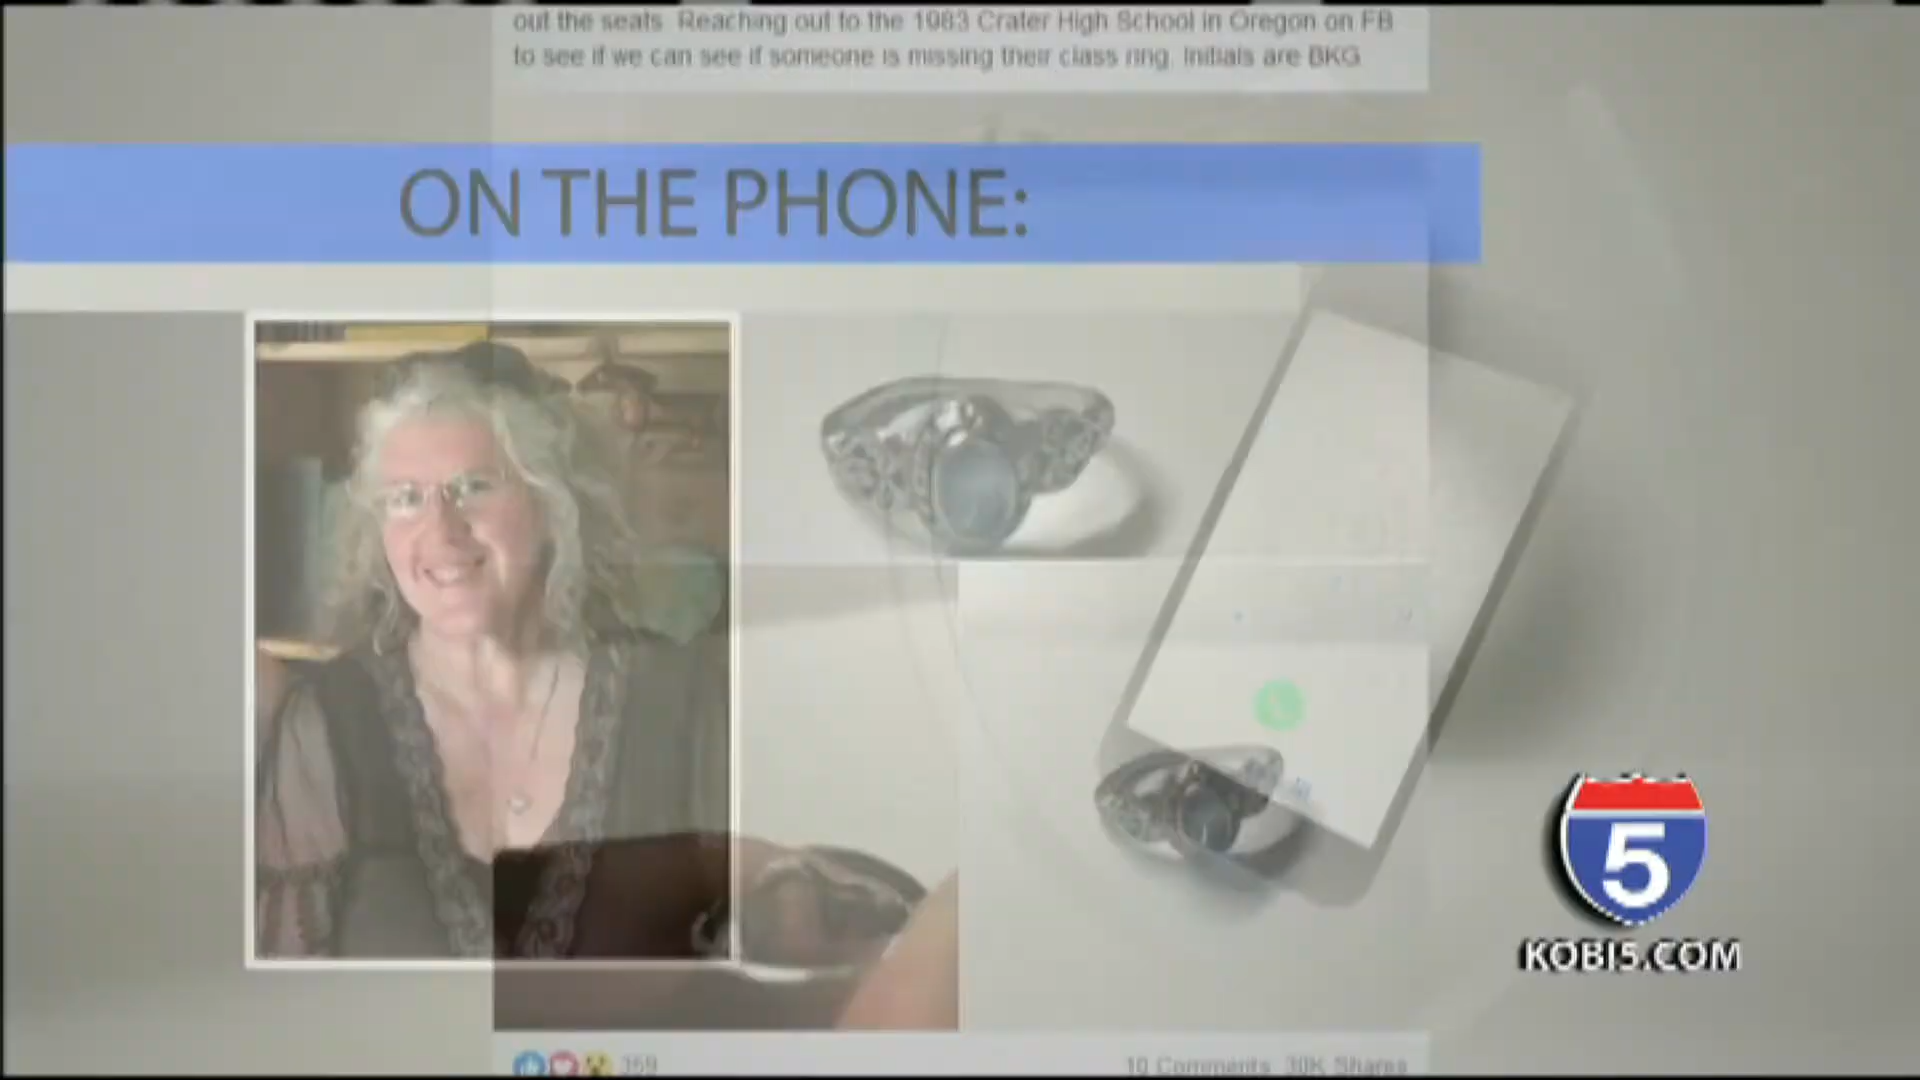 out the seats. Reaching out to the 1983 Crater High School in Oregon on FB
to see if we can see if someone is missing their class ring. Initials are BKG
ON THE PHONE:
5
KOBI5.COM
359
10 Comments 30K Shares